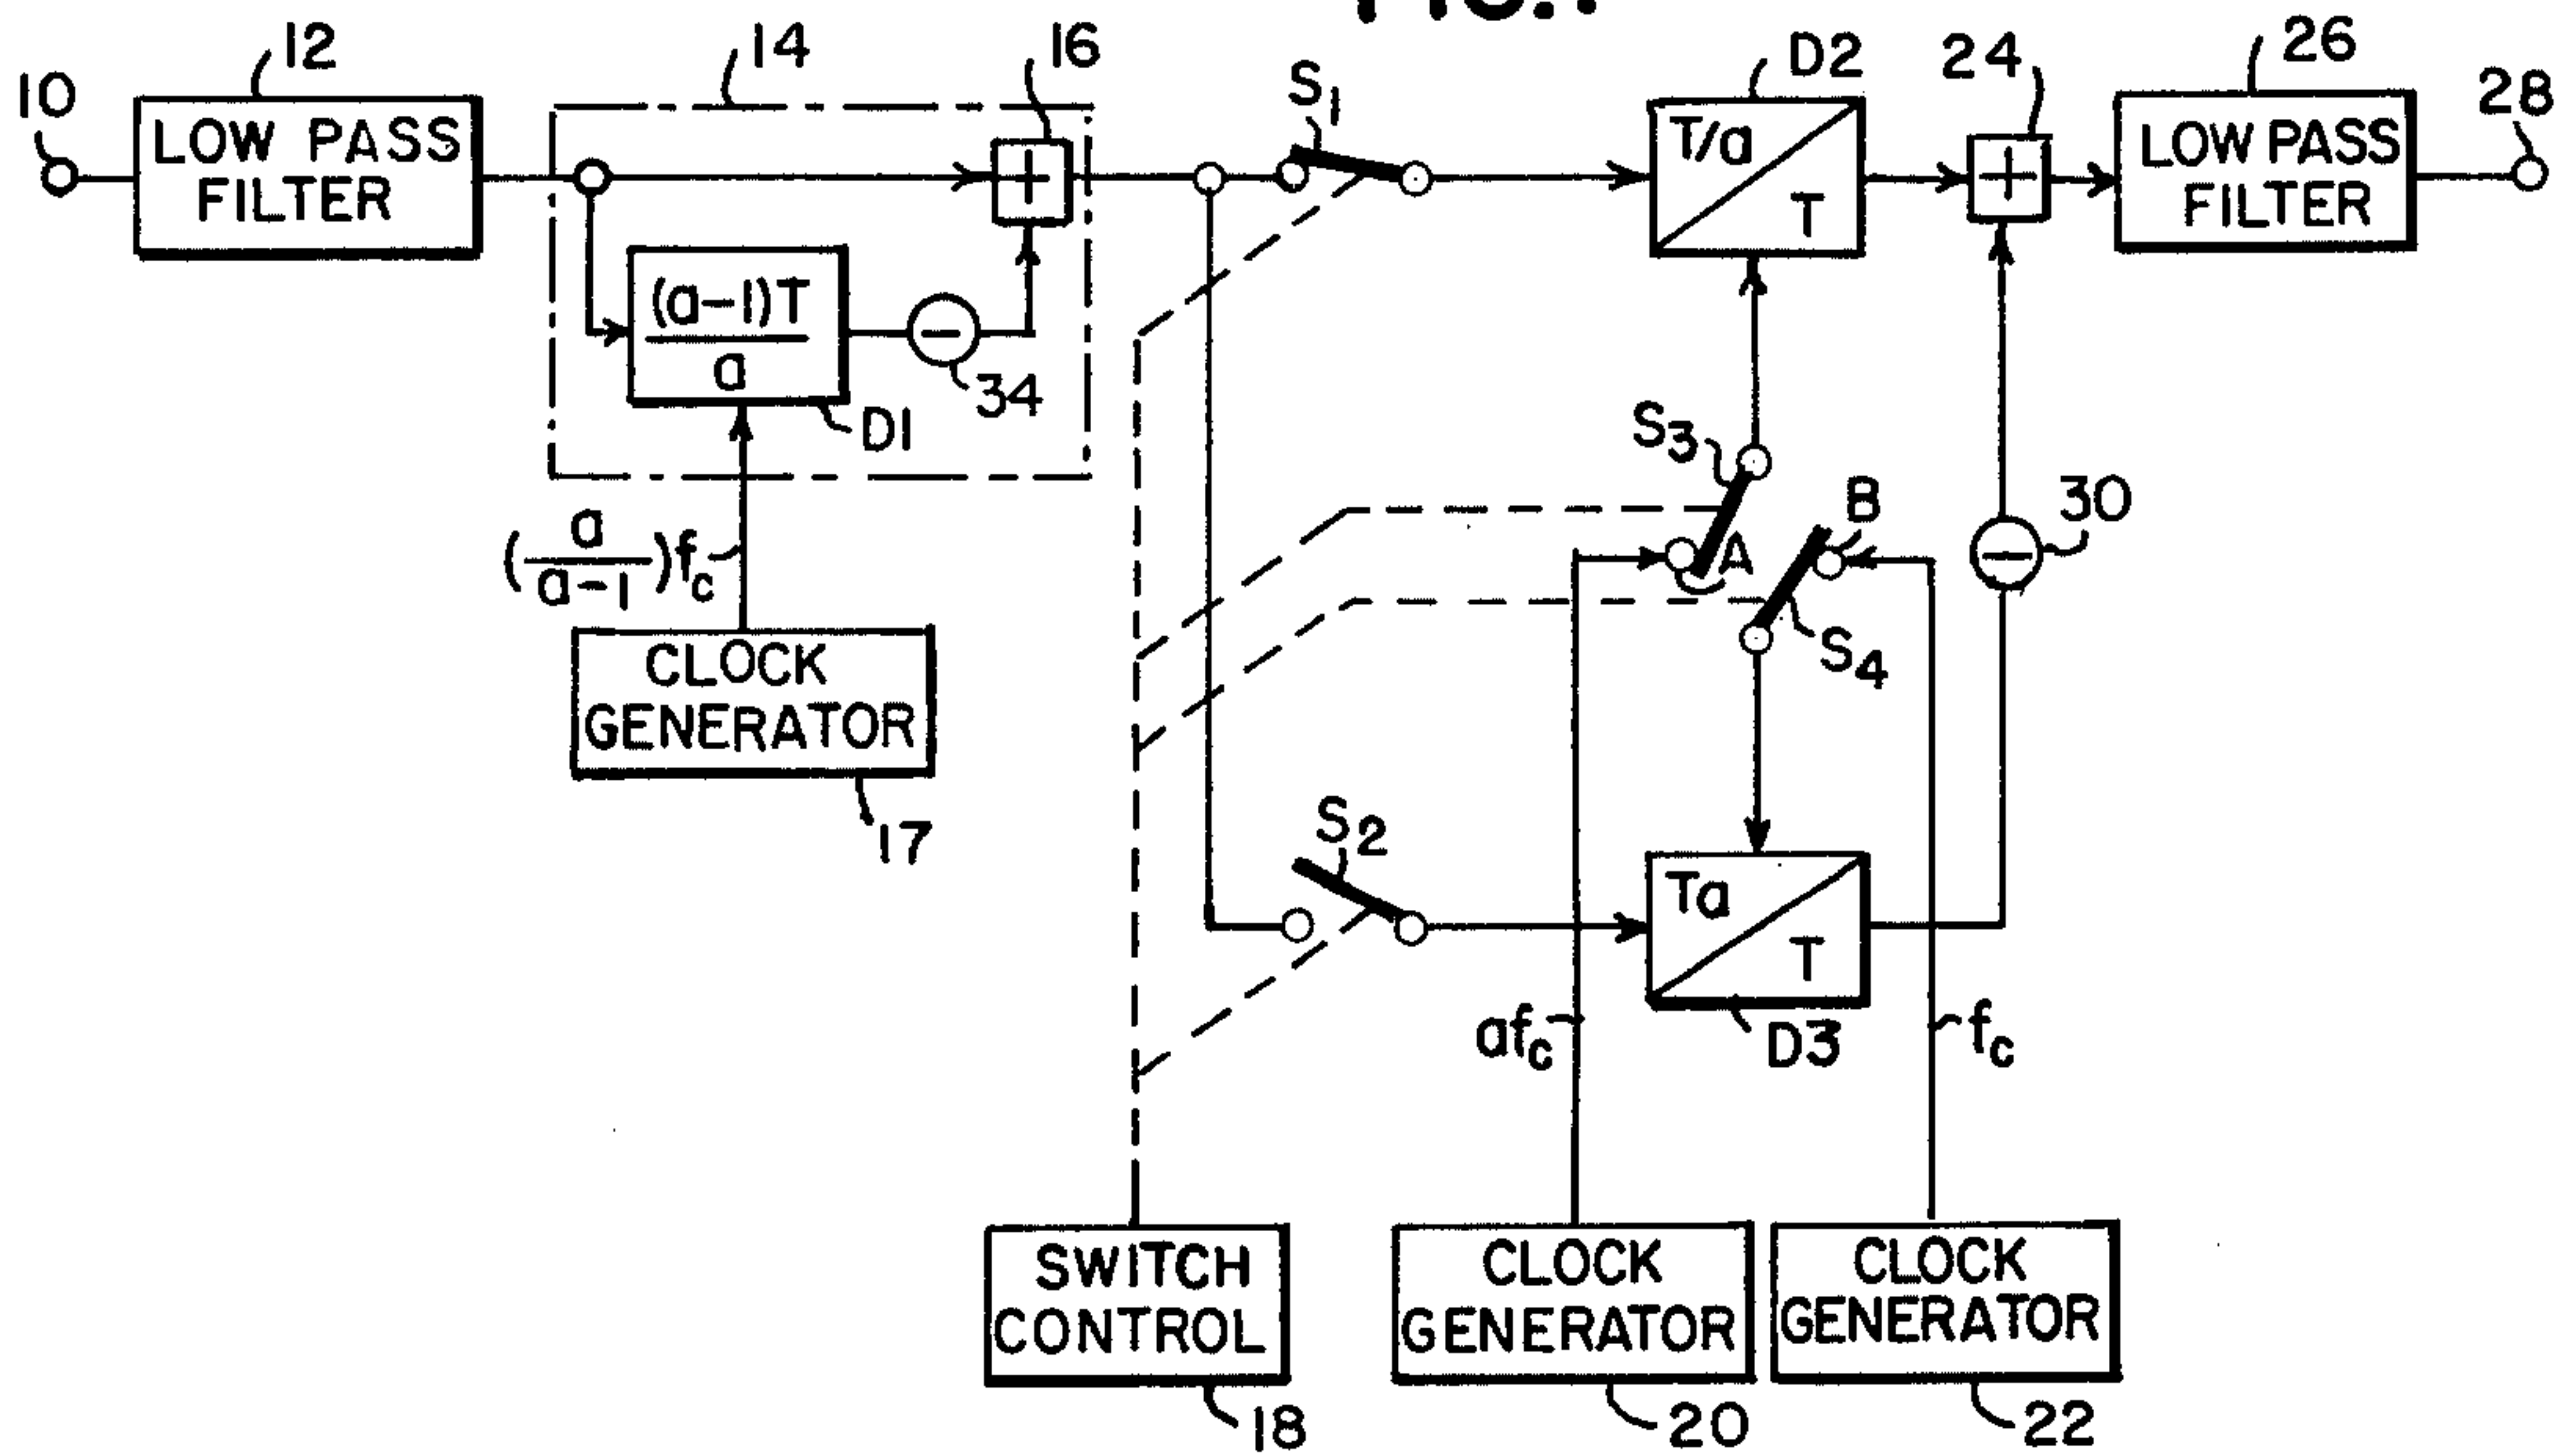 FIG. 1
10
12
LOW PASS
FILTER
14
16
(a-1)T
a
34
D1
(a/a-1)fc
CLOCK
GENERATOR
17
S1
D2
T/a
T
24
26
LOW PASS
FILTER
28
S3
A
B
S4
30
S2
Ta
T
D3
afc
fc
SWITCH
CONTROL
18
CLOCK
GENERATOR
20
CLOCK
GENERATOR
22